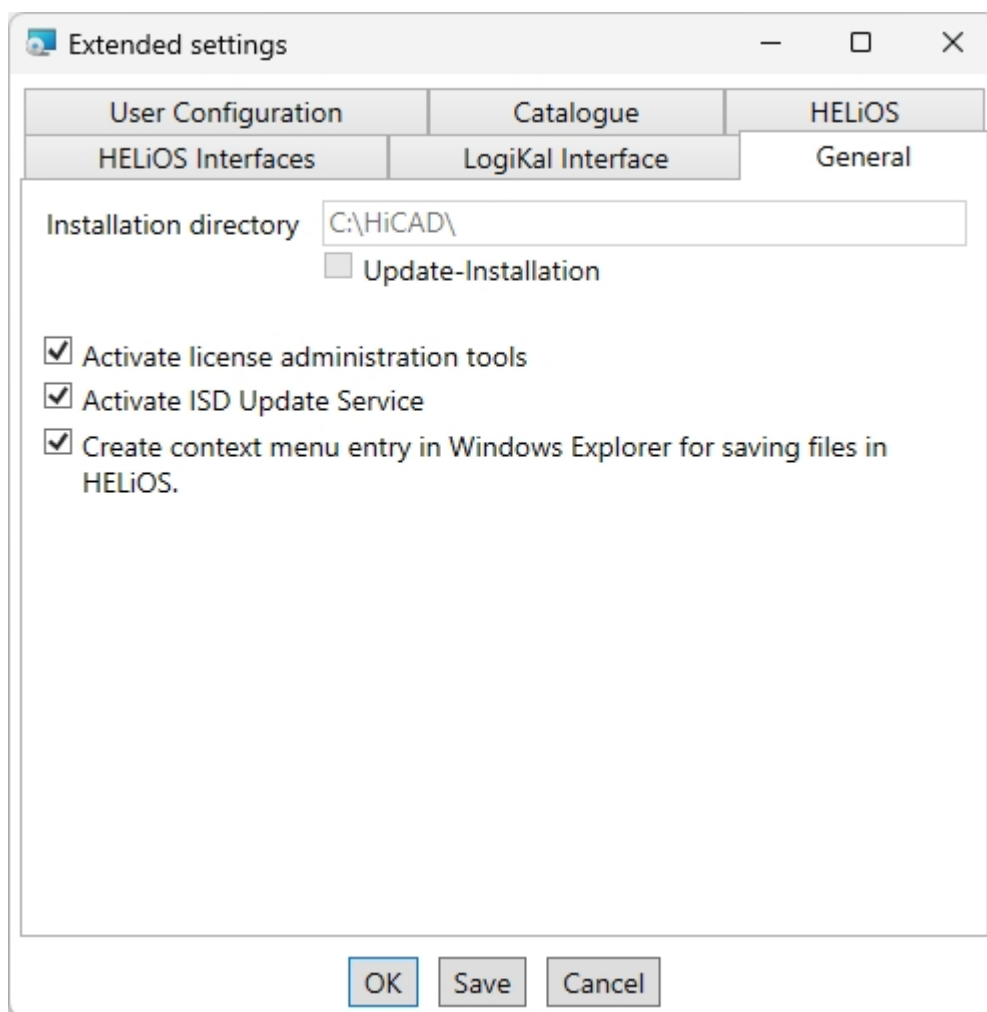 Extended settings
User Configuration Catalogue HELiOS
HELiOS Interfaces LogiKal Interface General
Installation directory C:\HiCAD\
Update-Installation
Activate license administration tools
Activate ISD Update Service
Create context menu entry in Windows Explorer for saving files in
HELiOS.
OK Save Cancel